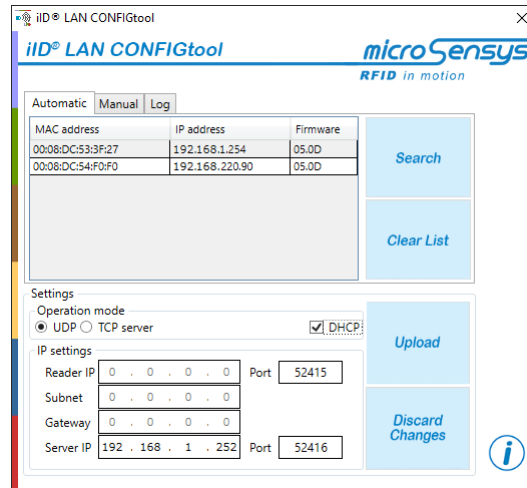 iID® LAN CONFIGtool
iID® LAN CONFIGtool
microSensys
RFID in motion
Automatic Manual Log
MAC address IP address Firmware
00:08:DC:53:3F:27 192.168.1.254 05.0D
00:08:DC:54:F0:F0 192.168.220.90 05.0D
Search
Clear List
Settings
Operation mode
UDP TCP server DHCP
IP settings
Reader IP 0 . 0 . 0 . 0 Port 52415
Subnet 0 . 0 . 0 . 0
Gateway 0 . 0 . 0 . 0
Server IP 192 . 168 . 1 . 252 Port 52416
Upload
Discard
Changes
i